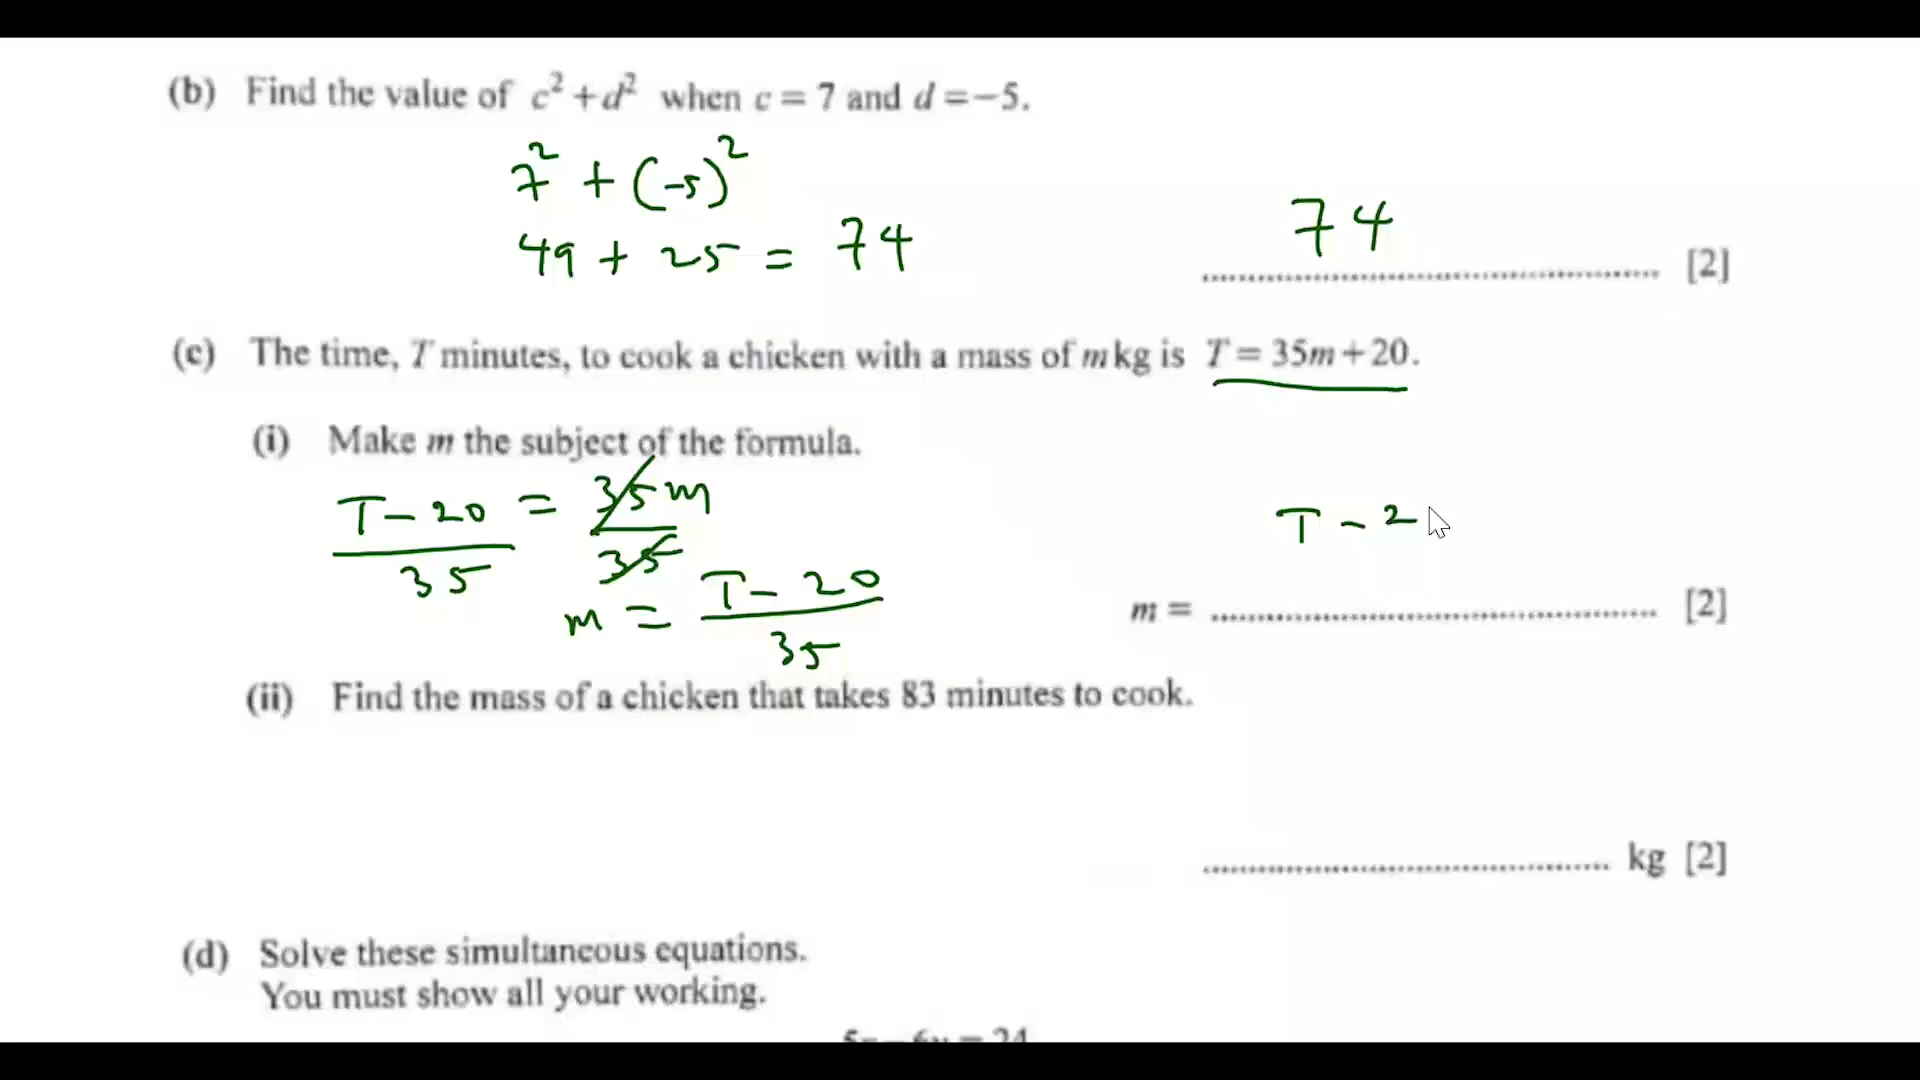 (b) Find the value of c² + d² when c = 7 and d = −5.
7² + (−5)²
49 + 25 = 74
74
[2]
(c) The time, T minutes, to cook a chicken with a mass of m kg is T = 35m + 20.
(i) Make m the subject of the formula.
T − 20 = 35m
35 35
m = T − 20
35
T − 2
m = [2]
(ii) Find the mass of a chicken that takes 83 minutes to cook.
kg [2]
(d) Solve these simultaneous equations.
You must show all your working.